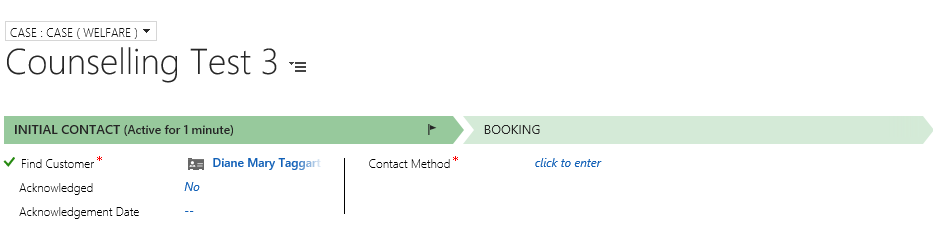 CASE : CASE ( WELFARE )
Counselling Test 3
INITIAL CONTACT (Active for 1 minute)
BOOKING
Find Customer * Diane Mary Taggart
Contact Method * click to enter
Acknowledged No
Acknowledgement Date --